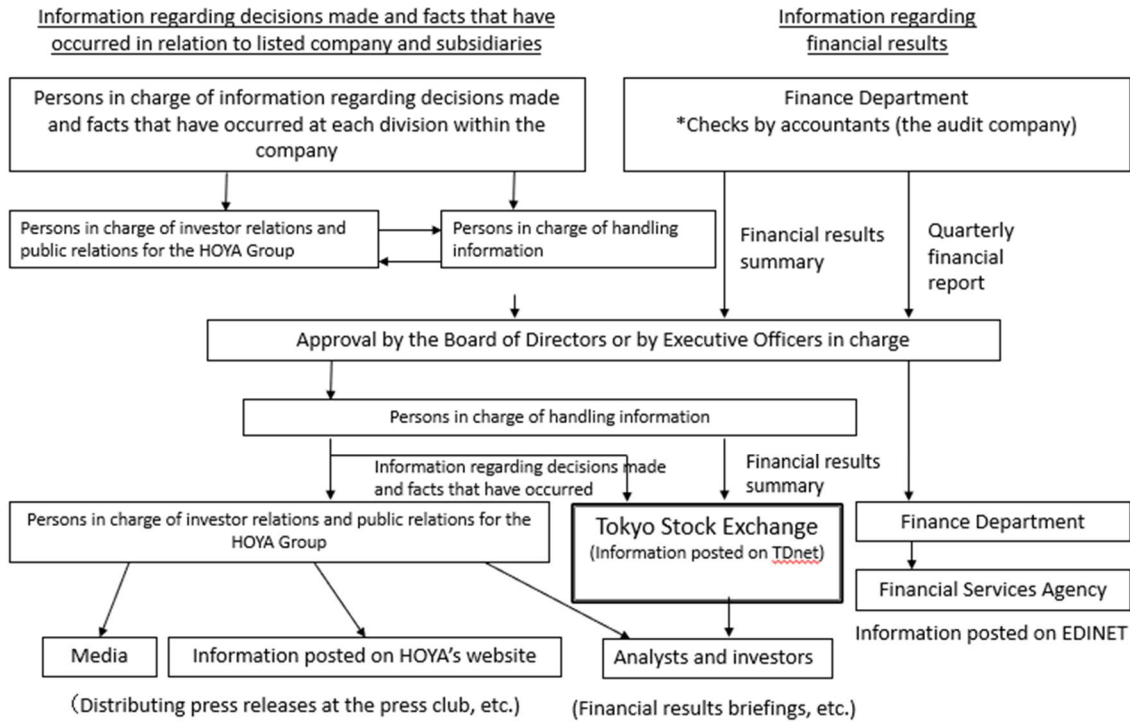 Information regarding decisions made and facts that have
occurred in relation to listed company and subsidiaries
Information regarding
financial results
Persons in charge of information regarding decisions made
and facts that have occurred at each division within the
company
Finance Department
*Checks by accountants (the audit company)
Persons in charge of investor relations and
public relations for the HOYA Group
Persons in charge of handling
information
Financial results
summary
Quarterly
financial
report
Approval by the Board of Directors or by Executive Officers in charge
Persons in charge of handling information
Information regarding decisions made
and facts that have occurred
Financial results
summary
Persons in charge of investor relations and public relations for the
HOYA Group
Tokyo Stock Exchange
(Information posted on TDnet)
Finance Department
Financial Services Agency
Information posted on EDINET
Media
Information posted on HOYA's website
Analysts and investors
(Distributing press releases at the press club, etc.)
(Financial results briefings, etc.)